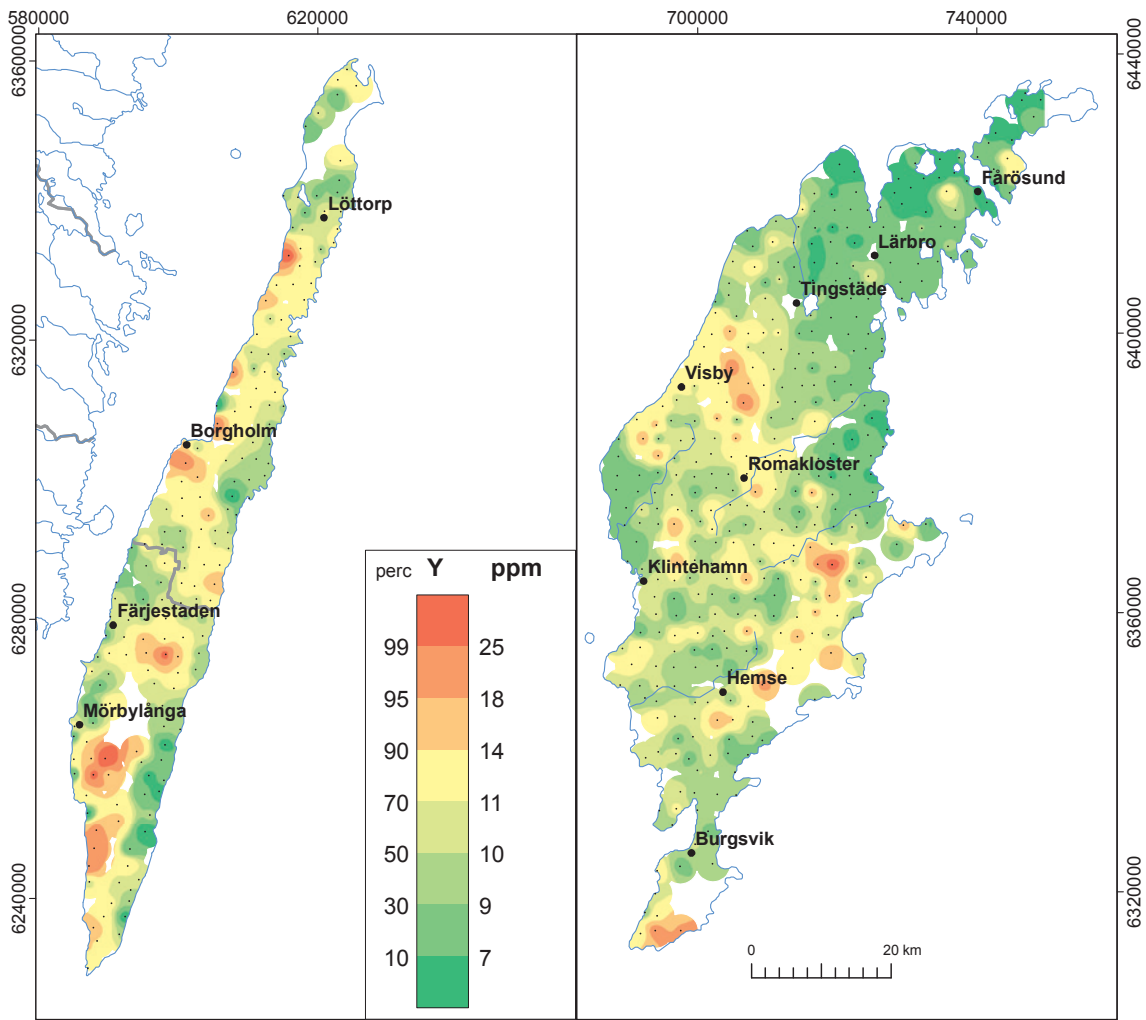 580000 620000 700000 740000
6360000
6320000
6280000
6240000
6440000
6400000
6360000
6320000
Löttorp
Borgholm
Färjestaden
Mörbylånga
Fårösund
Lärbro
Tingstäde
Visby
Romakloster
Klintehamn
Hemse
Burgsvik
perc Y ppm
99 25
95 18
90 14
70 11
50 10
30 9
10 7
0 20 km